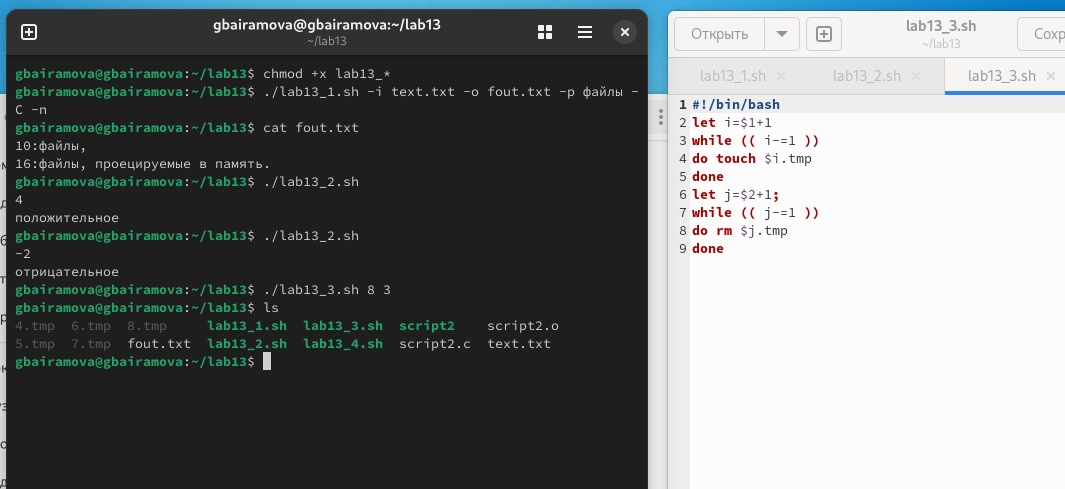 gbairamova@gbairamova:~/lab13
~/lab13
gbairamova@gbairamova:~/lab13$ chmod +x lab13_*
gbairamova@gbairamova:~/lab13$ ./lab13_1.sh -i text.txt -o fout.txt -p файлы -
C -n
gbairamova@gbairamova:~/lab13$ cat fout.txt
10:файлы,
16:файлы, проецируемые в память.
gbairamova@gbairamova:~/lab13$ ./lab13_2.sh
4
положительное
gbairamova@gbairamova:~/lab13$ ./lab13_2.sh
-2
отрицательное
gbairamova@gbairamova:~/lab13$ ./lab13_3.sh 8 3
gbairamova@gbairamova:~/lab13$ ls
4.tmp 6.tmp 8.tmp lab13_1.sh lab13_3.sh script2 script2.o
5.tmp 7.tmp fout.txt lab13_2.sh lab13_4.sh script2.c text.txt
gbairamova@gbairamova:~/lab13$
Открыть
lab13_3.sh
~/lab13
lab13_1.sh lab13_2.sh lab13_3.sh
1 #!/bin/bash
2 let i=$1+1
3 while (( i-=1 ))
4 do touch $i.tmp
5 done
6 let j=$2+1;
7 while (( j-=1 ))
8 do rm $j.tmp
9 done